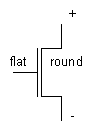 +
flat round
-